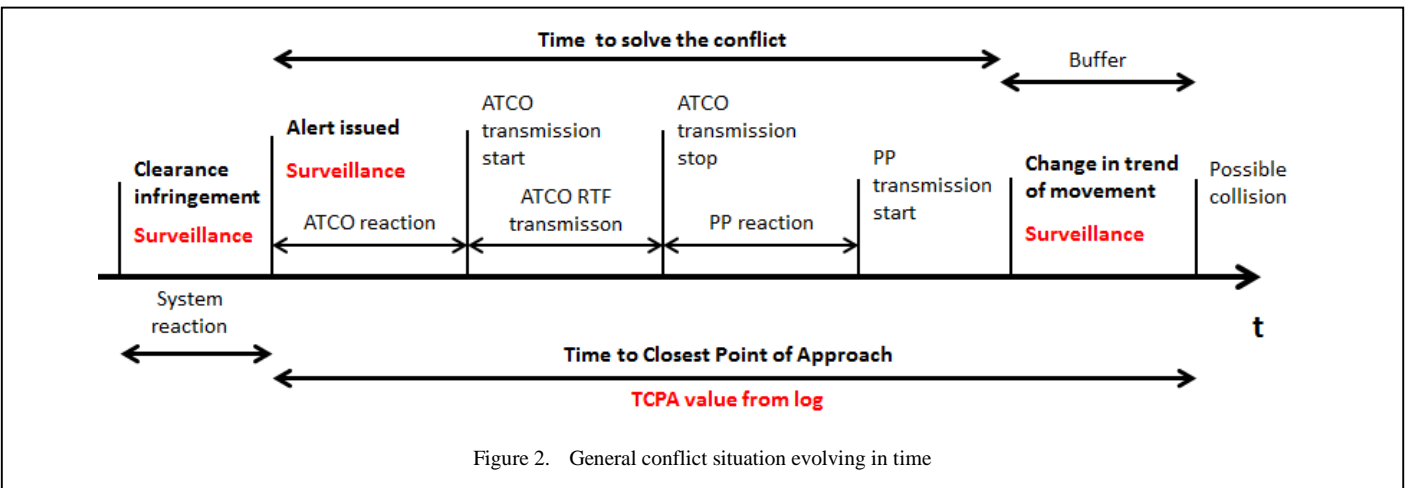 Time to solve the conflict
Buffer
Clearance
infringement
Surveillance
Alert issued
Surveillance
ATCO reaction
ATCO
transmission
start
ATCO RTF
transmisson
ATCO
transmission
stop
PP reaction
PP
transmission
start
Change in trend
of movement
Surveillance
Possible
collision
System
reaction
t
Time to Closest Point of Approach
TCPA value from log
Figure 2. General conflict situation evolving in time